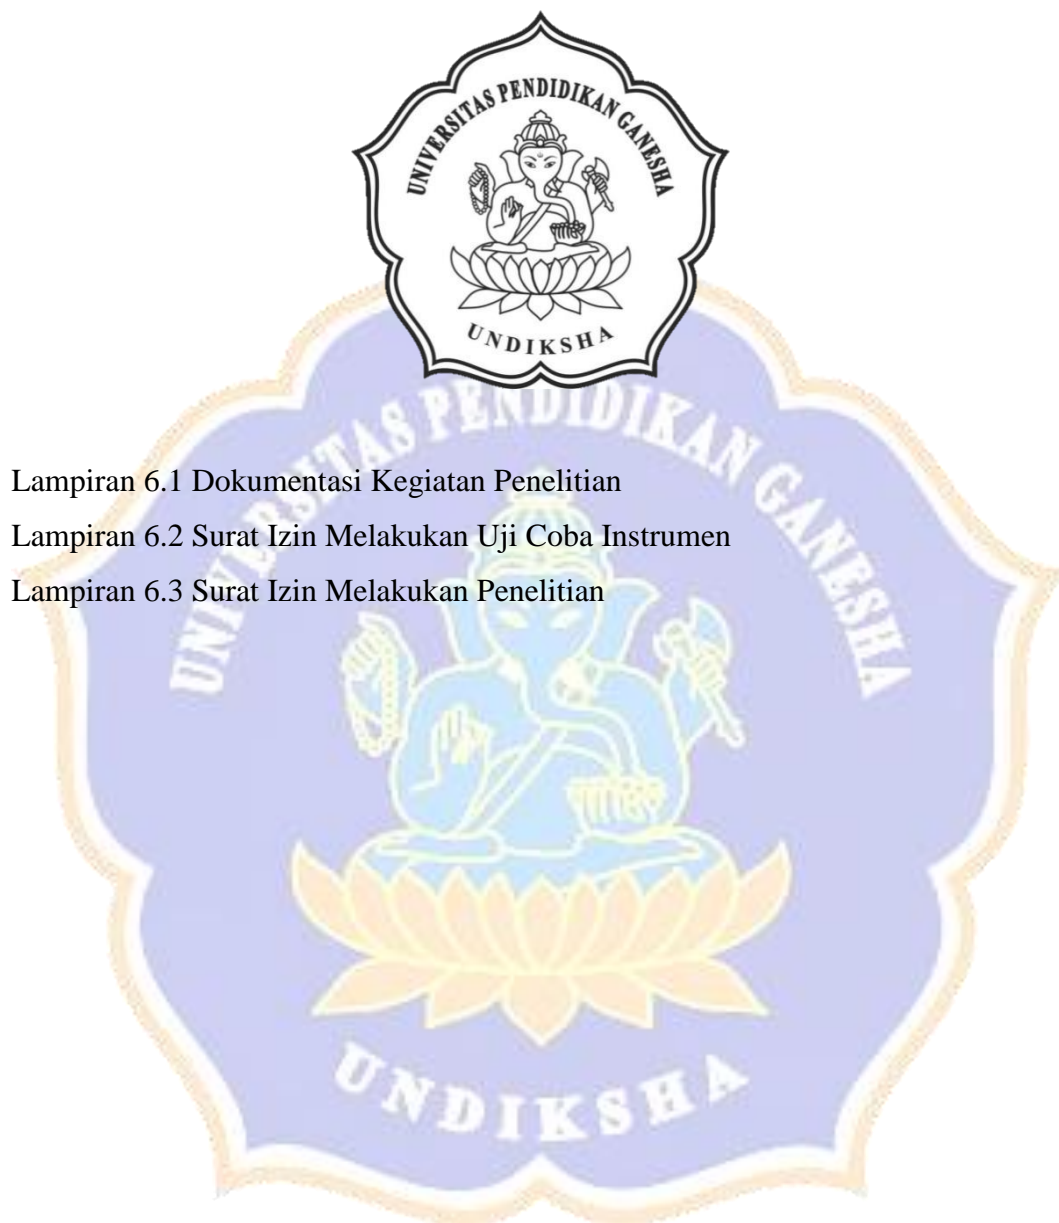 UNIVERSITAS PENDIDIKAN GANESHA
UNDIKSHA
UNIVERSITAS PENDIDIKAN GANESHA
Lampiran 6.1 Dokumentasi Kegiatan Penelitian
Lampiran 6.2 Surat Izin Melakukan Uji Coba Instrumen
Lampiran 6.3 Surat Izin Melakukan Penelitian
UNDIKSHA